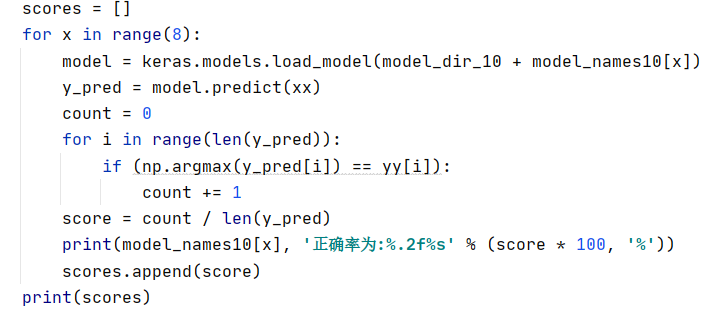 scores = []
for x in range(8):
    model = keras.models.load_model(model_dir_10 + model_names10[x])
    y_pred = model.predict(xx)
    count = 0
    for i in range(len(y_pred)):
        if (np.argmax(y_pred[i]) == yy[i]):
            count += 1
    score = count / len(y_pred)
    print(model_names10[x], '正确率为:%.2f%s' % (score * 100, '%'))
    scores.append(score)
print(scores)